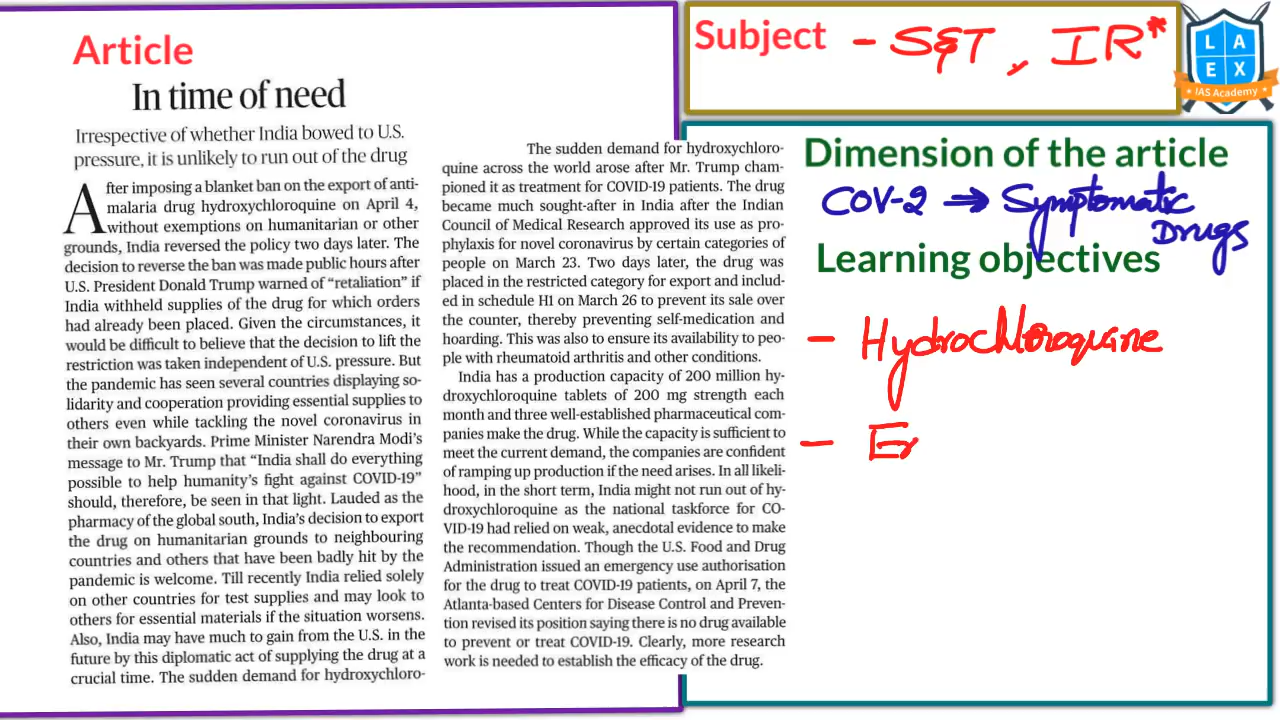 Article
In time of need
Irrespective of whether India bowed to U.S.
pressure, it is unlikely to run out of the drug
After imposing a blanket ban on the export of anti-
malaria drug hydroxychloroquine on April 4,
without exemptions on humanitarian or other
grounds, India reversed the policy two days later. The
decision to reverse the ban was made public hours after
U.S. President Donald Trump warned of “retaliation” if
India withheld supplies of the drug for which orders
had already been placed. Given the circumstances, it
would be difficult to believe that the decision to lift the
restriction was taken independent of U.S. pressure. But
the pandemic has seen several countries displaying so-
lidarity and cooperation providing essential supplies to
others even while tackling the novel coronavirus in
their own backyards. Prime Minister Narendra Modi’s
message to Mr. Trump that “India shall do everything
possible to help humanity’s fight against COVID-19”
should, therefore, be seen in that light. Lauded as the
pharmacy of the global south, India’s decision to export
the drug on humanitarian grounds to neighbouring
countries and others that have been badly hit by the
pandemic is welcome. Till recently India relied solely
on other countries for test supplies and may look to
others for essential materials if the situation worsens.
Also, India may have much to gain from the U.S. in the
future by this diplomatic act of supplying the drug at a
crucial time. The sudden demand for hydroxychloro-
The sudden demand for hydroxychloro-
quine across the world arose after Mr. Trump cham-
pioned it as treatment for COVID-19 patients. The drug
became much sought-after in India after the Indian
Council of Medical Research approved its use as pro-
phylaxis for novel coronavirus by certain categories of
people on March 23. Two days later, the drug was
placed in the restricted category for export and includ-
ed in schedule H1 on March 26 to prevent its sale over
the counter, thereby preventing self-medication and
hoarding. This was also to ensure its availability to peo-
ple with rheumatoid arthritis and other conditions.
India has a production capacity of 200 million hy-
droxychloroquine tablets of 200 mg strength each
month and three well-established pharmaceutical com-
panies make the drug. While the capacity is sufficient to
meet the current demand, the companies are confident
of ramping up production if the need arises. In all likeli-
hood, in the short term, India might not run out of hy-
droxychloroquine as the national taskforce for CO-
VID-19 had relied on weak, anecdotal evidence to make
the recommendation. Though the U.S. Food and Drug
Administration issued an emergency use authorisation
for the drug to treat COVID-19 patients, on April 7, the
Atlanta-based Centers for Disease Control and Preven-
tion revised its position saying there is no drug available
to prevent or treat COVID-19. Clearly, more research
work is needed to establish the efficacy of the drug.
Subject - S&T, IR*
LA
EX
IAS Academy
Dimension of the article
COV-2 → Symptomatic
Drugs
Learning objectives
- Hydrochloroquine
- Er